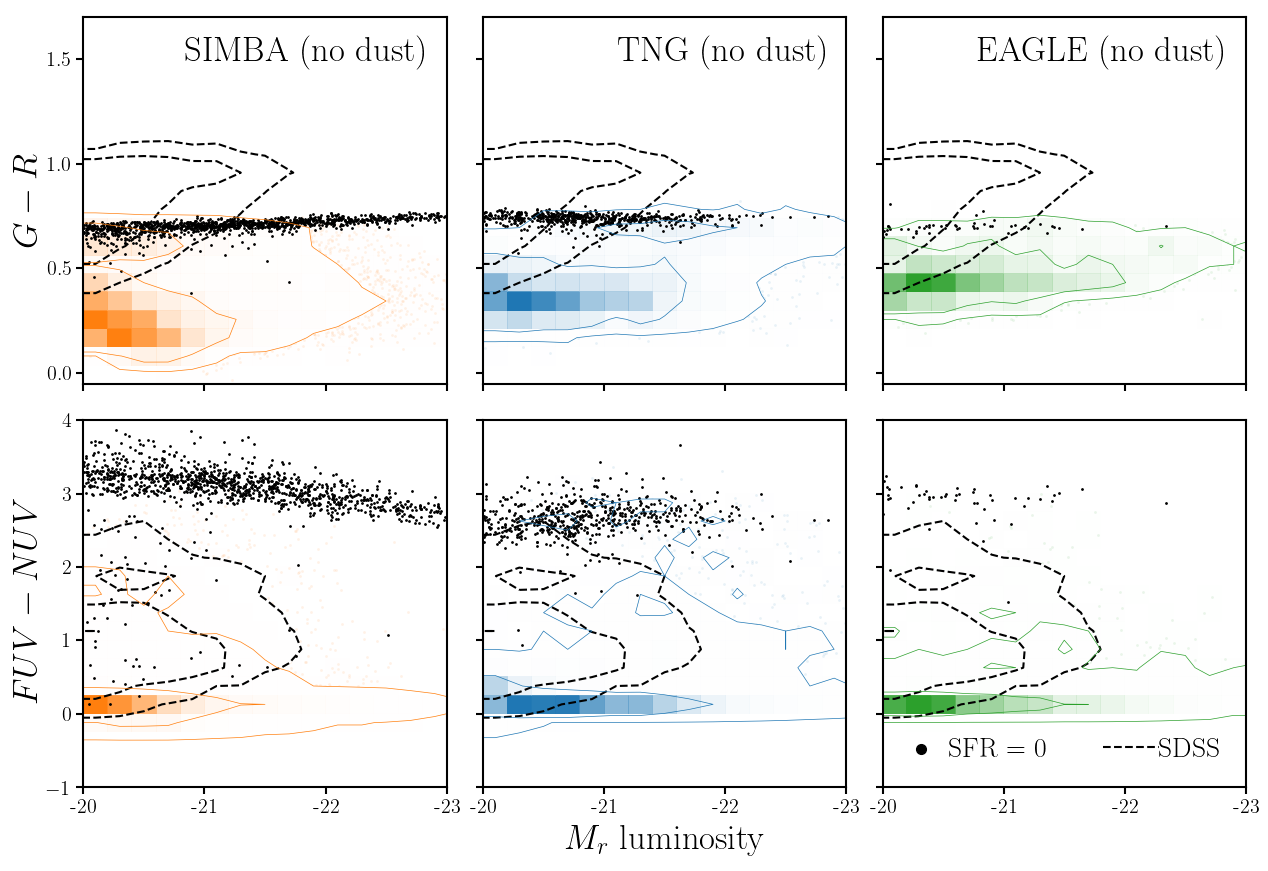 SIMBA (no dust)
TNG (no dust)
EAGLE (no dust)
G − R
1.5
1.0
0.5
0.0
FUV − NUV
4
3
2
1
0
−1
SFR = 0
SDSS
-20 -21 -22 -23
-20 -21 -22 -23
-20 -21 -22 -23
M_r luminosity